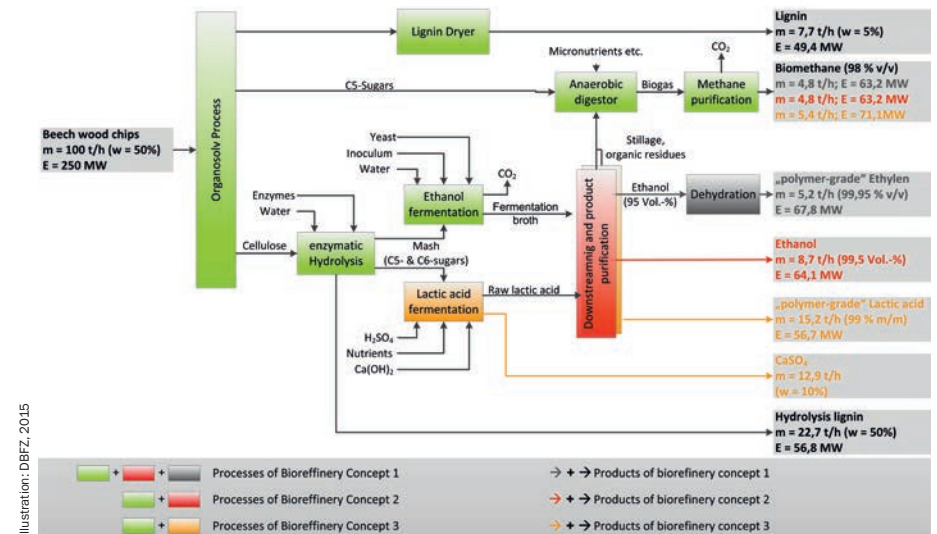 Lignin
m = 7,7 t/h (w = 5%)
E = 49,4 MW
Lignin Dryer
Micronutrients etc.
CO₂
Biomethane (98 % v/v)
m = 4,8 t/h; E = 63,2 MW
m = 4,8 t/h; E = 63,2 MW
m = 5,4 t/h; E = 71,1MW
C5-Sugars
Anaerobic
digestor
Biogas
Methane
purification
Organosolv Process
Beech wood chips
m = 100 t/h (w = 50%)
E = 250 MW
Yeast
Inoculum
Water
Stillage,
organic residues
CO₂
Ethanol
fermentation
Fermentation
broth
Ethanol
(95 Vol.-%)
Dehydration
„polymer-grade" Ethylen
m = 5,2 t/h (99,95 % v/v)
E = 67,8 MW
Enzymes
Water
Cellulose
enzymatic
Hydrolysis
Mash
(C5- & C6-sugars)
Downstreamnig and product
purification
Ethanol
m = 8,7 t/h (99,5 Vol.-%)
E = 64,1 MW
Lactic acid
fermentation
Raw lactic acid
„polymer-grade" Lactic acid
m = 15,2 t/h (99 % m/m)
E = 56,7 MW
H₂SO₄
Nutrients
Ca(OH)₂
CaSO₄
m = 12,9 t/h
(w = 10%)
Hydrolysis lignin
m = 22,7 t/h (w = 50%)
E = 56,8 MW
Illustration: DBFZ, 2015
+ + Processes of Bioreffinery Concept 1
+ Products of biorefinery concept 1
+ Processes of Bioreffinery Concept 2
+ Products of biorefinery concept 2
+ Processes of Bioreffinery Concept 3
+ Products of biorefinery concept 3